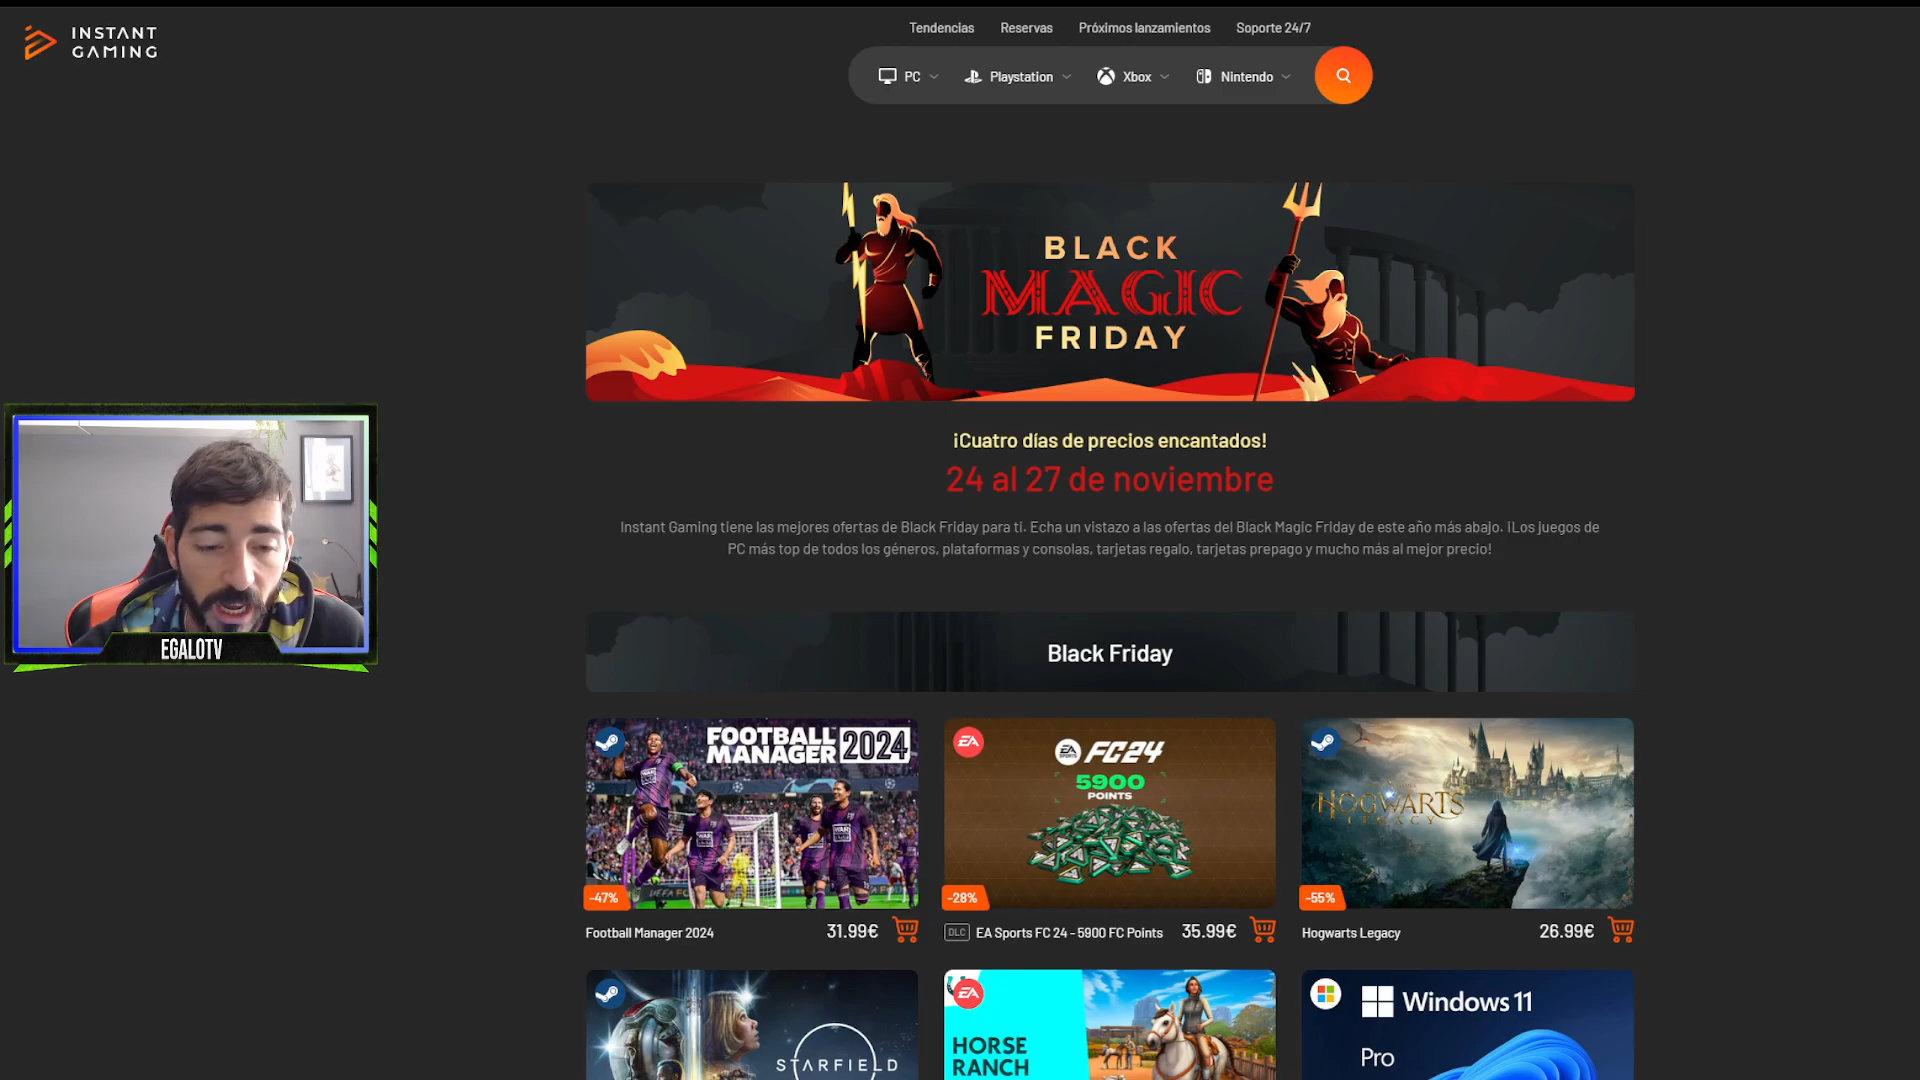 INSTANT
GAMING
Tendencias
Reservas
Próximos lanzamientos
Soporte 24/7
PC
Playstation
Xbox
Nintendo
BLACK
MAGIC
FRIDAY
¡Cuatro días de precios encantados!
24 al 27 de noviembre
Instant Gaming tiene las mejores ofertas de Black Friday para ti. Echa un vistazo a las ofertas del Black Magic Friday de este año más abajo. ¡Los juegos de
PC más top de todos los géneros, plataformas y consolas, tarjetas regalo, tarjetas prepago y mucho más al mejor precio!
EGALOTV
Black Friday
FOOTBALL
MANAGER 2024
-47%
Football Manager 2024
31.99€
EA
EA SPORTS FC24
5900
POINTS
-28%
DLC
EA Sports FC 24 - 5900 FC Points
35.99€
HOGWARTS
LEGACY
-55%
Hogwarts Legacy
26.99€
STARFIELD
EA
HORSE
RANCH
Windows 11
Pro